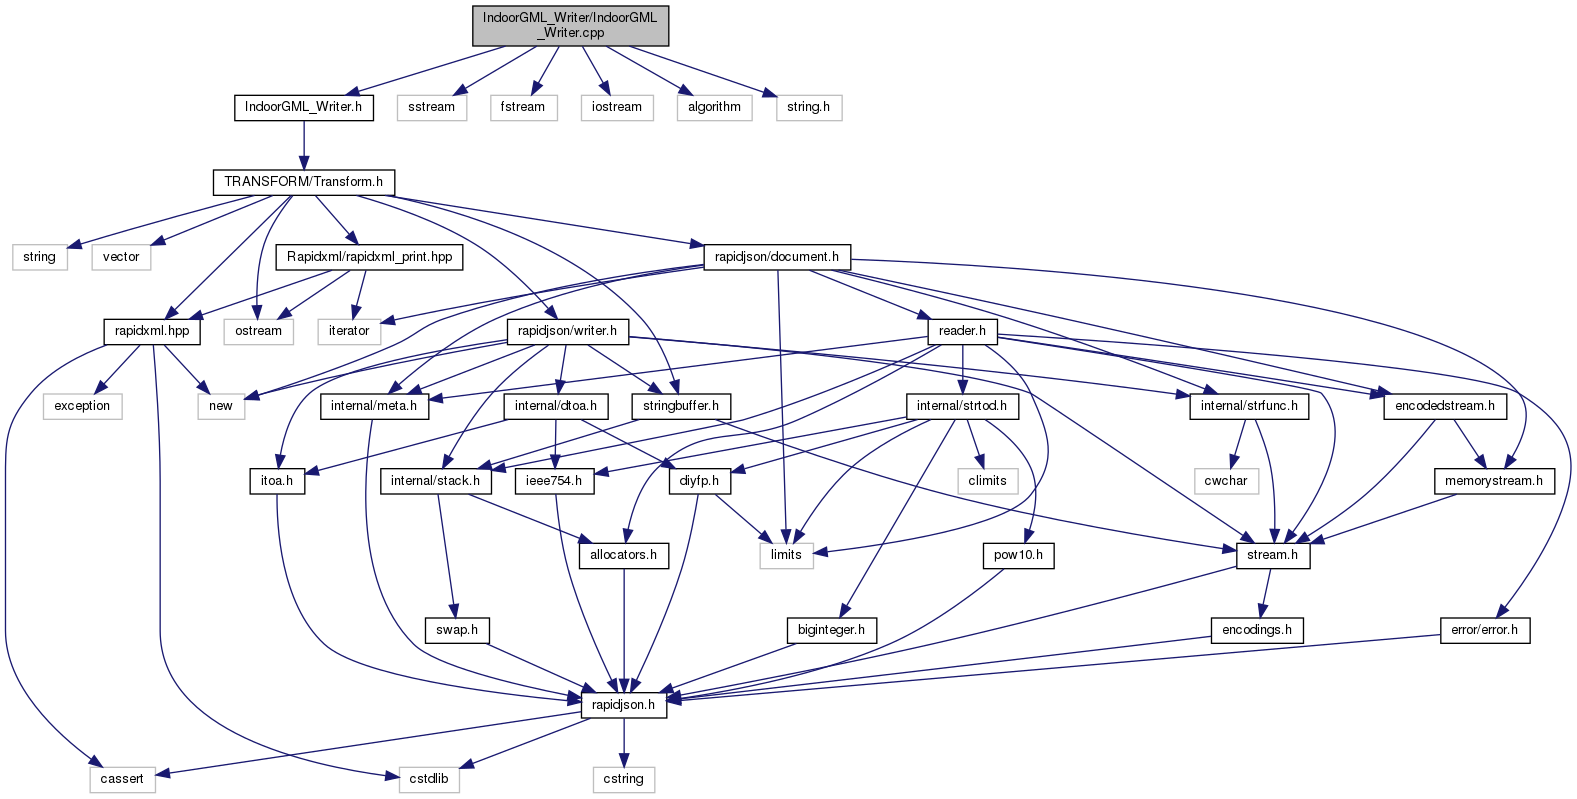 IndoorGML_Writer/IndoorGML
_Writer.cpp
IndoorGML_Writer.h
sstream
fstream
iostream
algorithm
string.h
TRANSFORM/Transform.h
string
vector
Rapidxml/rapidxml_print.hpp
rapidjson/document.h
rapidxml.hpp
ostream
iterator
rapidjson/writer.h
reader.h
exception
new
internal/meta.h
internal/dtoa.h
stringbuffer.h
internal/strtod.h
internal/strfunc.h
encodedstream.h
itoa.h
internal/stack.h
ieee754.h
diyfp.h
climits
cwchar
memorystream.h
allocators.h
limits
pow10.h
stream.h
swap.h
biginteger.h
encodings.h
error/error.h
rapidjson.h
cassert
cstdlib
cstring